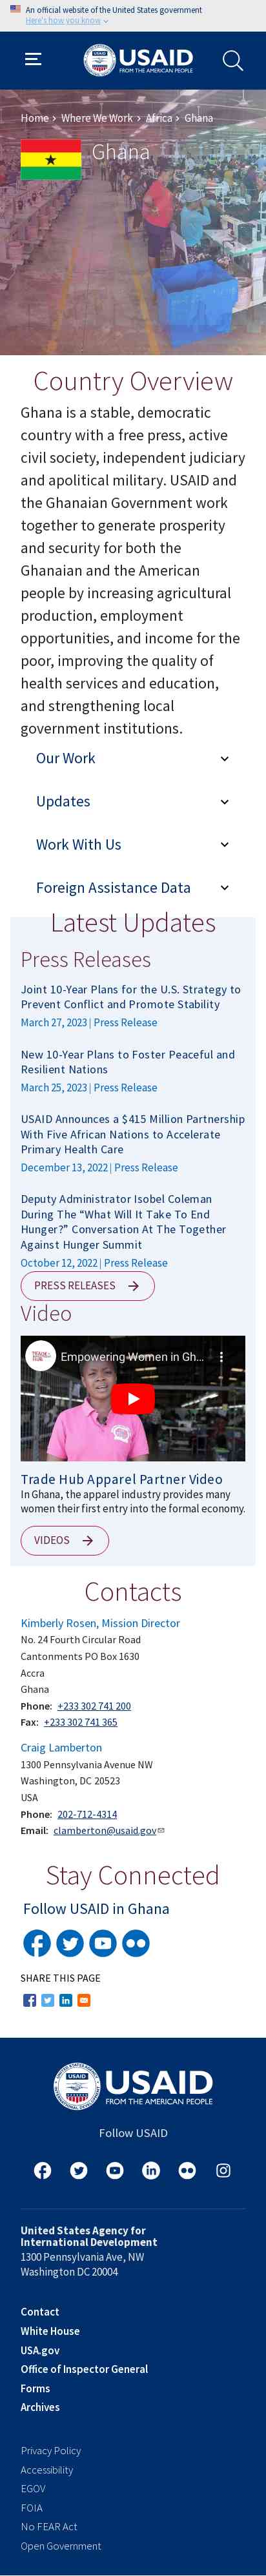 An official website of the United States government
Here's how you know
USAID
FROM THE AMERICAN PEOPLE
Home > Where We Work > Africa > Ghana
Ghana
Country Overview
Ghana is a stable, democratic
country with a free press, active
civil society, independent judiciary
and apolitical military. USAID and
the Ghanaian Government work
together to generate prosperity
and security for both the
Ghanaian and the American
people by increasing agricultural
production, employment
opportunities, and income for the
poor, improving the quality of
health services and education,
and strengthening of local
government institutions.
Our Work
Updates
Work With Us
Foreign Assistance Data
Latest Updates
Press Releases
Joint 10-Year Plans for the U.S. Strategy to
Prevent Conflict and Promote Stability
March 27, 2023 | Press Release
New 10-Year Plans to Foster Peaceful and
Resilient Nations
March 25, 2023 | Press Release
USAID Announces a $415 Million Partnership
With Five African Nations to Accelerate
Primary Health Care
December 13, 2022 | Press Release
Deputy Administrator Isobel Coleman
During The “What Will It Take To End
Hunger?” Conversation At The Together
Against Hunger Summit
October 12, 2022 | Press Release
PRESS RELEASES
Video
Empowering Women in Gh...
Trade Hub Apparel Partner Video
In Ghana, the apparel industry provides many
women their first entry into the formal economy.
VIDEOS
Contacts
Kimberly Rosen, Mission Director
No. 24 Fourth Circular Road
Cantonments PO Box 1630
Accra
Ghana
Phone: +233 302 741 200
Fax: +233 302 741 365
Craig Lamberton
1300 Pennsylvania Avenue NW
Washington, DC 20523
USA
Phone: 202-712-4314
Email: clamberton@usaid.gov
Stay Connected
Follow USAID in Ghana
SHARE THIS PAGE
USAID
FROM THE AMERICAN PEOPLE
Follow USAID
United States Agency for
International Development
1300 Pennsylvania Ave, NW
Washington DC 20004
Contact
White House
USA.gov
Office of Inspector General
Forms
Archives
Privacy Policy
Accessibility
EGOV
FOIA
No FEAR Act
Open Government